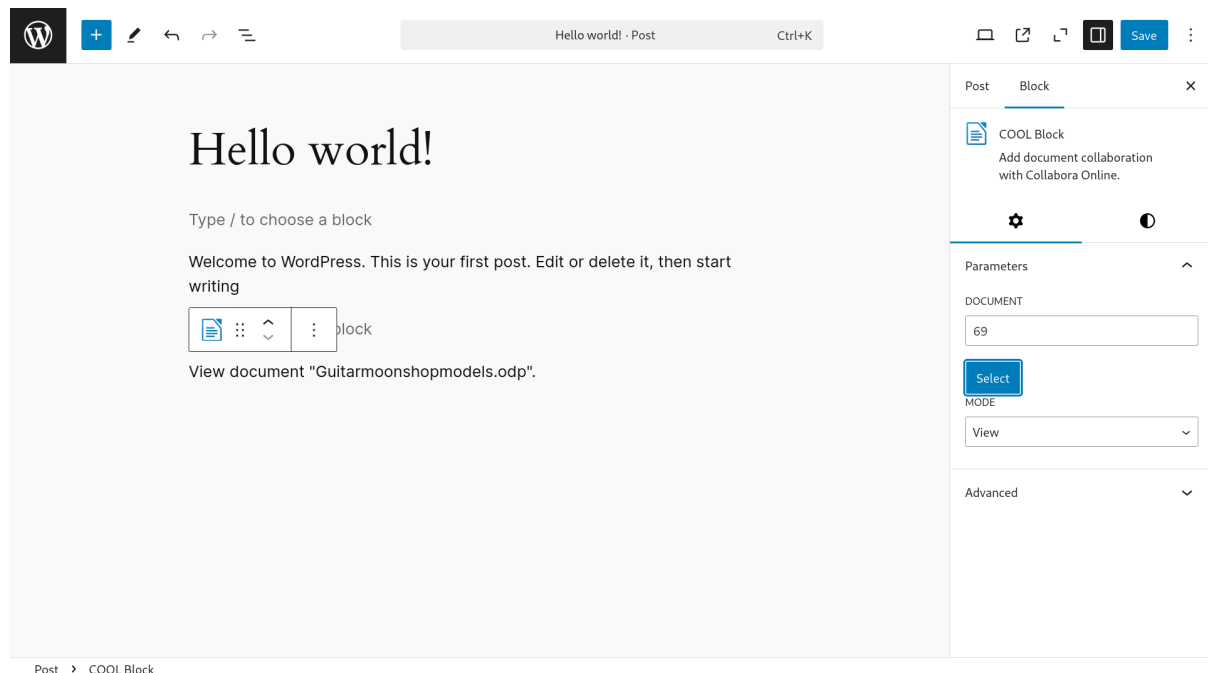 Hello world! · Post
Ctrl+K
Save
Post
Block
COOL Block
Add document collaboration
with Collabora Online.
Hello world!
Type / to choose a block
Welcome to WordPress. This is your first post. Edit or delete it, then start
writing
block
View document "Guitarmoonshopmodels.odp".
Parameters
DOCUMENT
69
Select
MODE
View
Advanced
Post > COOL Block